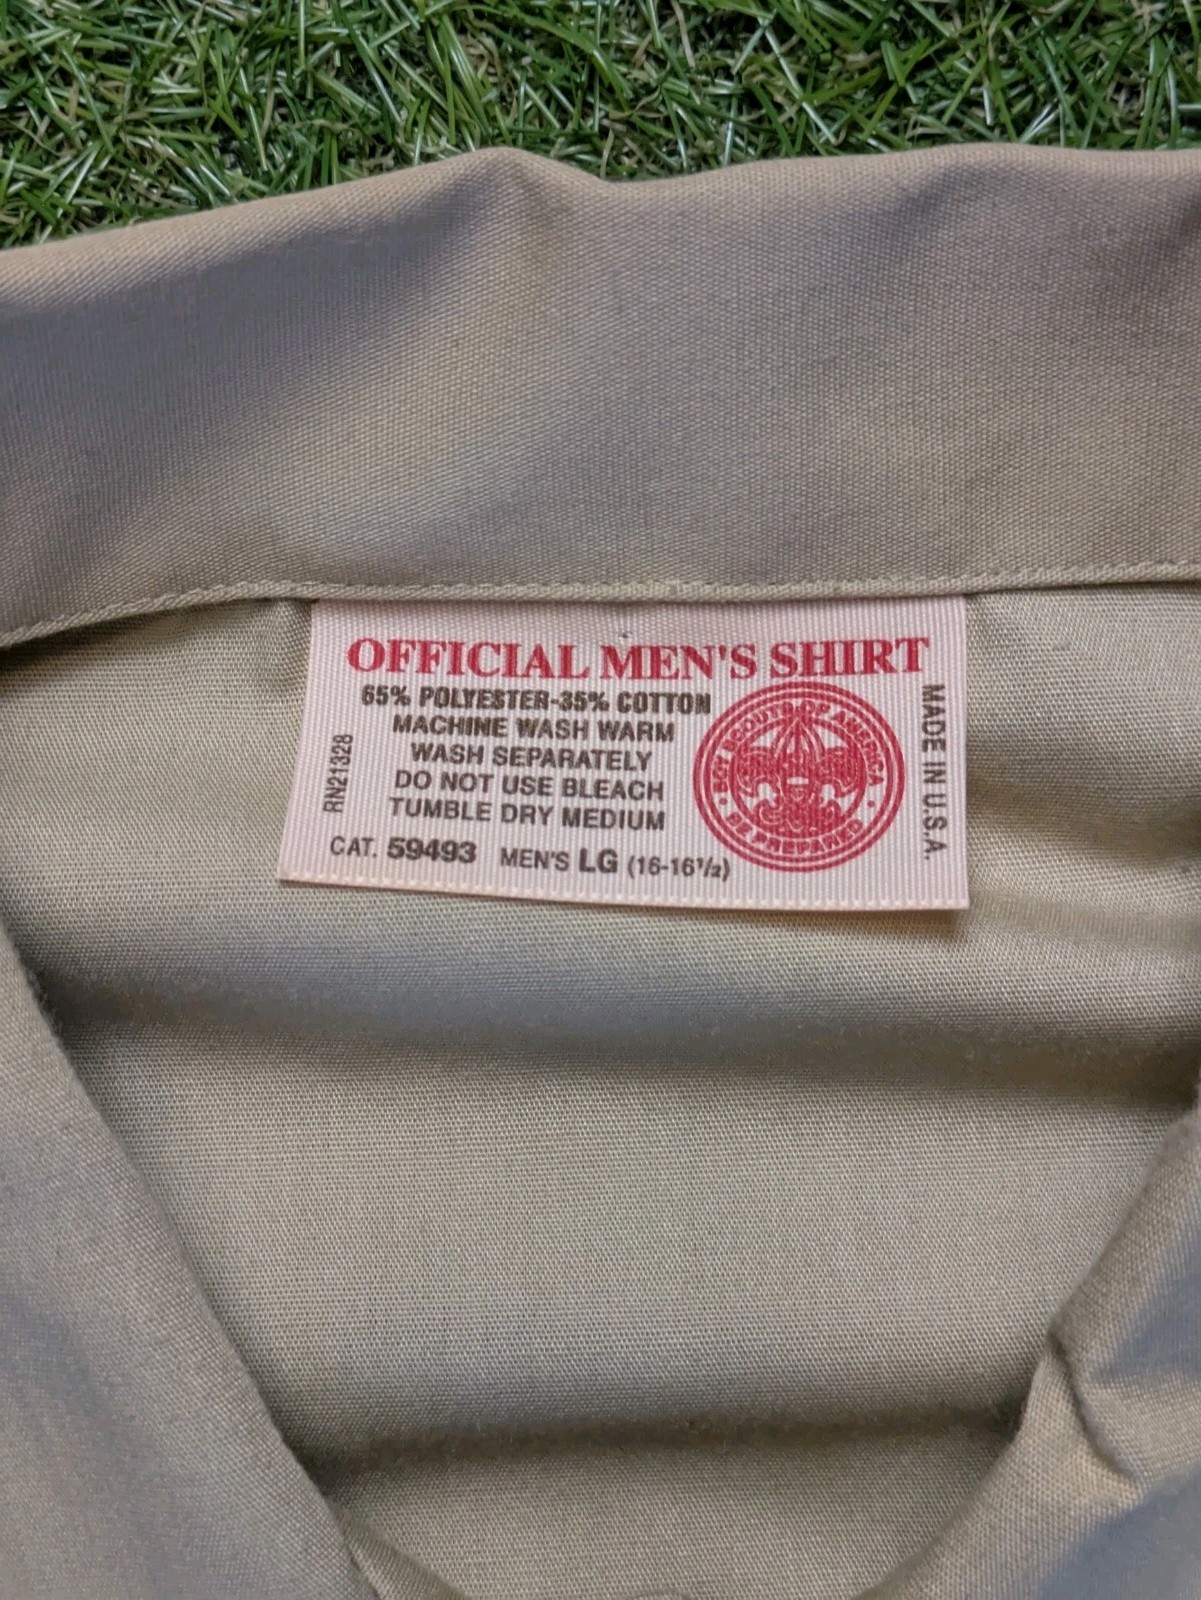 OFFICIAL MEN'S SHIRT
65% POLYESTER-35% COTTON
MACHINE WASH WARM
WASH SEPARATELY
DO NOT USE BLEACH
TUMBLE DRY MEDIUM
RN21328
CAT. 59493 MEN'S LG (16-16½)
BOY SCOUTS OF AMERICA
BE PREPARED
MADE IN U.S.A.